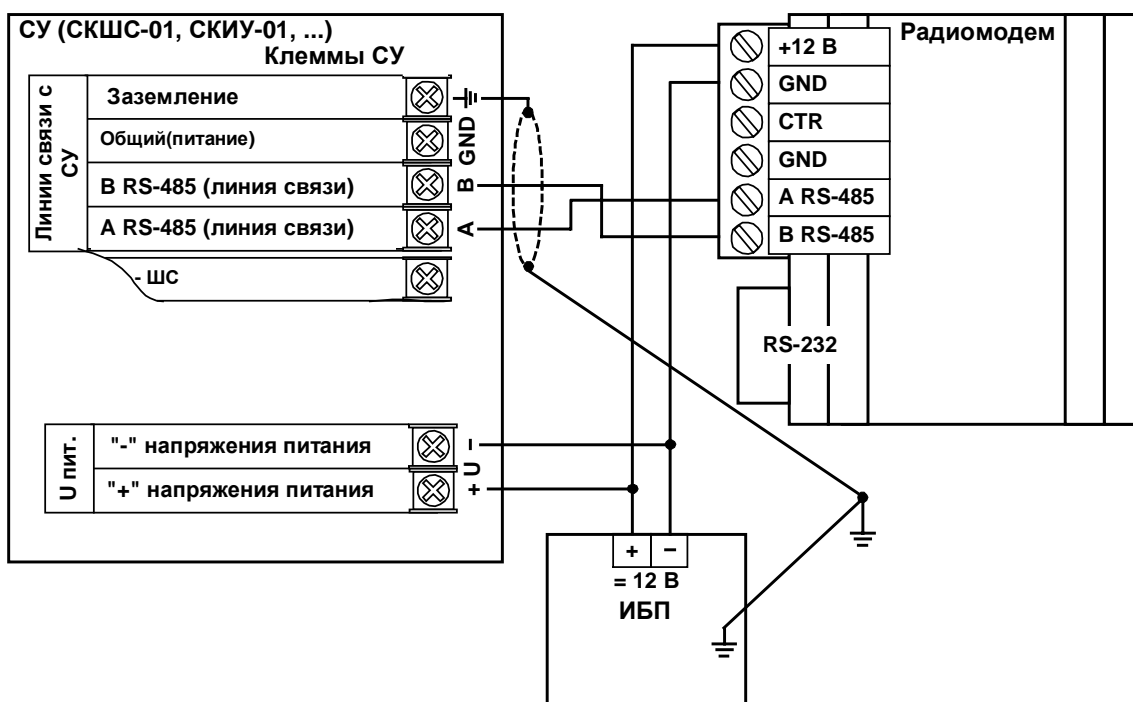 СУ (СКШС-01, СКИУ-01, ...)
Клеммы СУ
Линии связи с
СУ
Заземление
Общий(питание)
В RS-485 (линия связи)
А RS-485 (линия связи)
- ШС
GND
В
А
U пит.
"-" напряжения питания
"+" напряжения питания
–
U
+
Радиомодем
+12 В
GND
CTR
GND
А RS-485
В RS-485
RS-232
+ –
= 12 В
ИБП